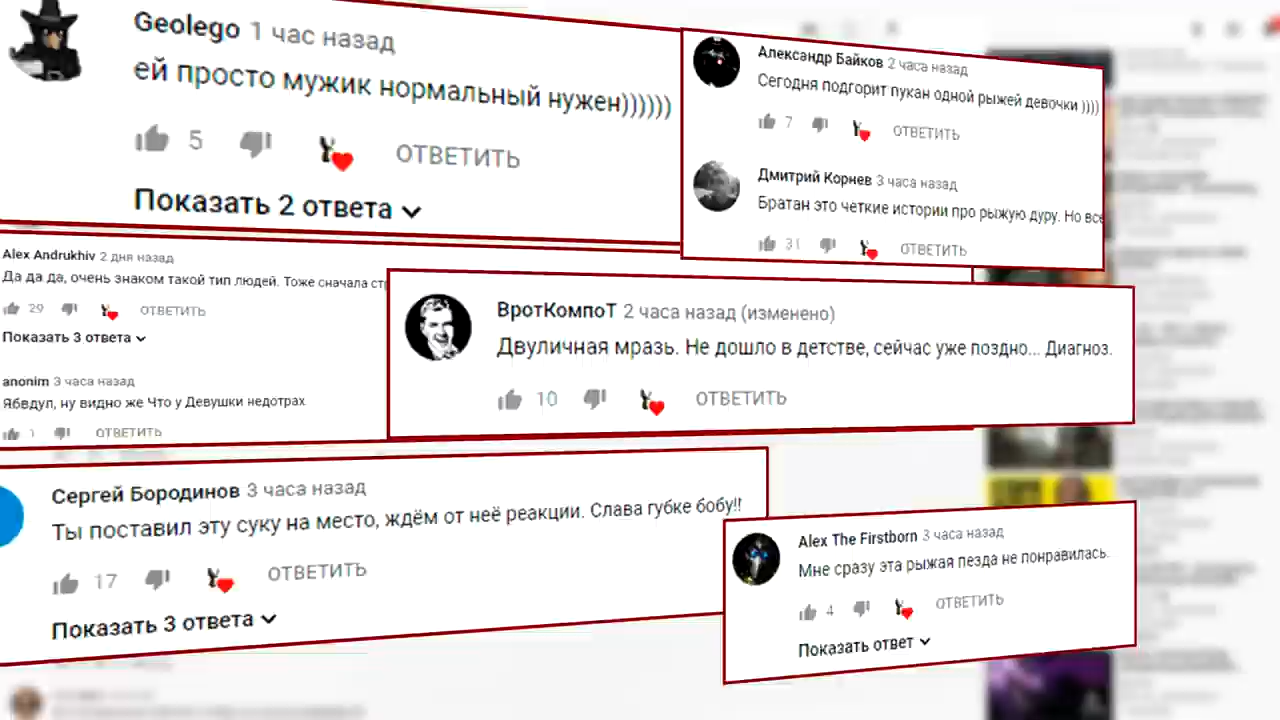 Geolego 1 час назад
ей просто мужик нормальный нужен))))))
5 ОТВЕТИТЬ
Показать 2 ответа
Александр Байков 2 часа назад
Сегодня подгорит пукан одной рыжей девочки ))))
7 ОТВЕТИТЬ
Дмитрий Корнев 3 часа назад
Братан это четкие истории про рыжую дуру. Но все
31 ОТВЕТИТЬ
Alex Andrukhiv 2 дня назад
Да да да, очень знаком такой тип людей. Тоже сначала ст
29 ОТВЕТИТЬ
Показать 3 ответа
anonim 3 часа назад
Ябвдул, ну видно же Что у Девушки недотрах
1 ОТВЕТИТЬ
ВротКомпоТ 2 часа назад (изменено)
Двуличная мразь. Не дошло в детстве, сейчас уже поздно... Диагноз.
10 ОТВЕТИТЬ
Сергей Бородинов 3 часа назад
Ты поставил эту суку на место, ждём от неё реакции. Слава губке бобу!!
17 ОТВЕТИТЬ
Показать 3 ответа
Alex The Firstborn 3 часа назад
Мне сразу эта рыжая пезда не понравилась.
4 ОТВЕТИТЬ
Показать ответ